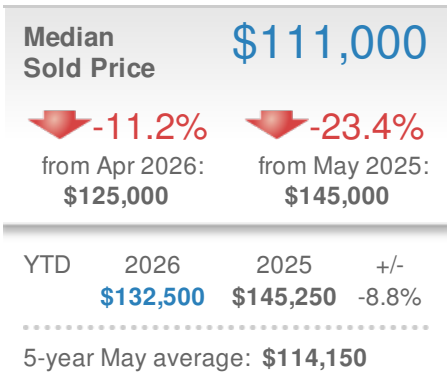 Median $111,000
Sold Price
-11.2% -23.4%
from Apr 2026: from May 2025:
$125,000 $145,000
YTD 2026 2025 +/-
$132,500 $145,250 -8.8%
5-year May average: $114,150